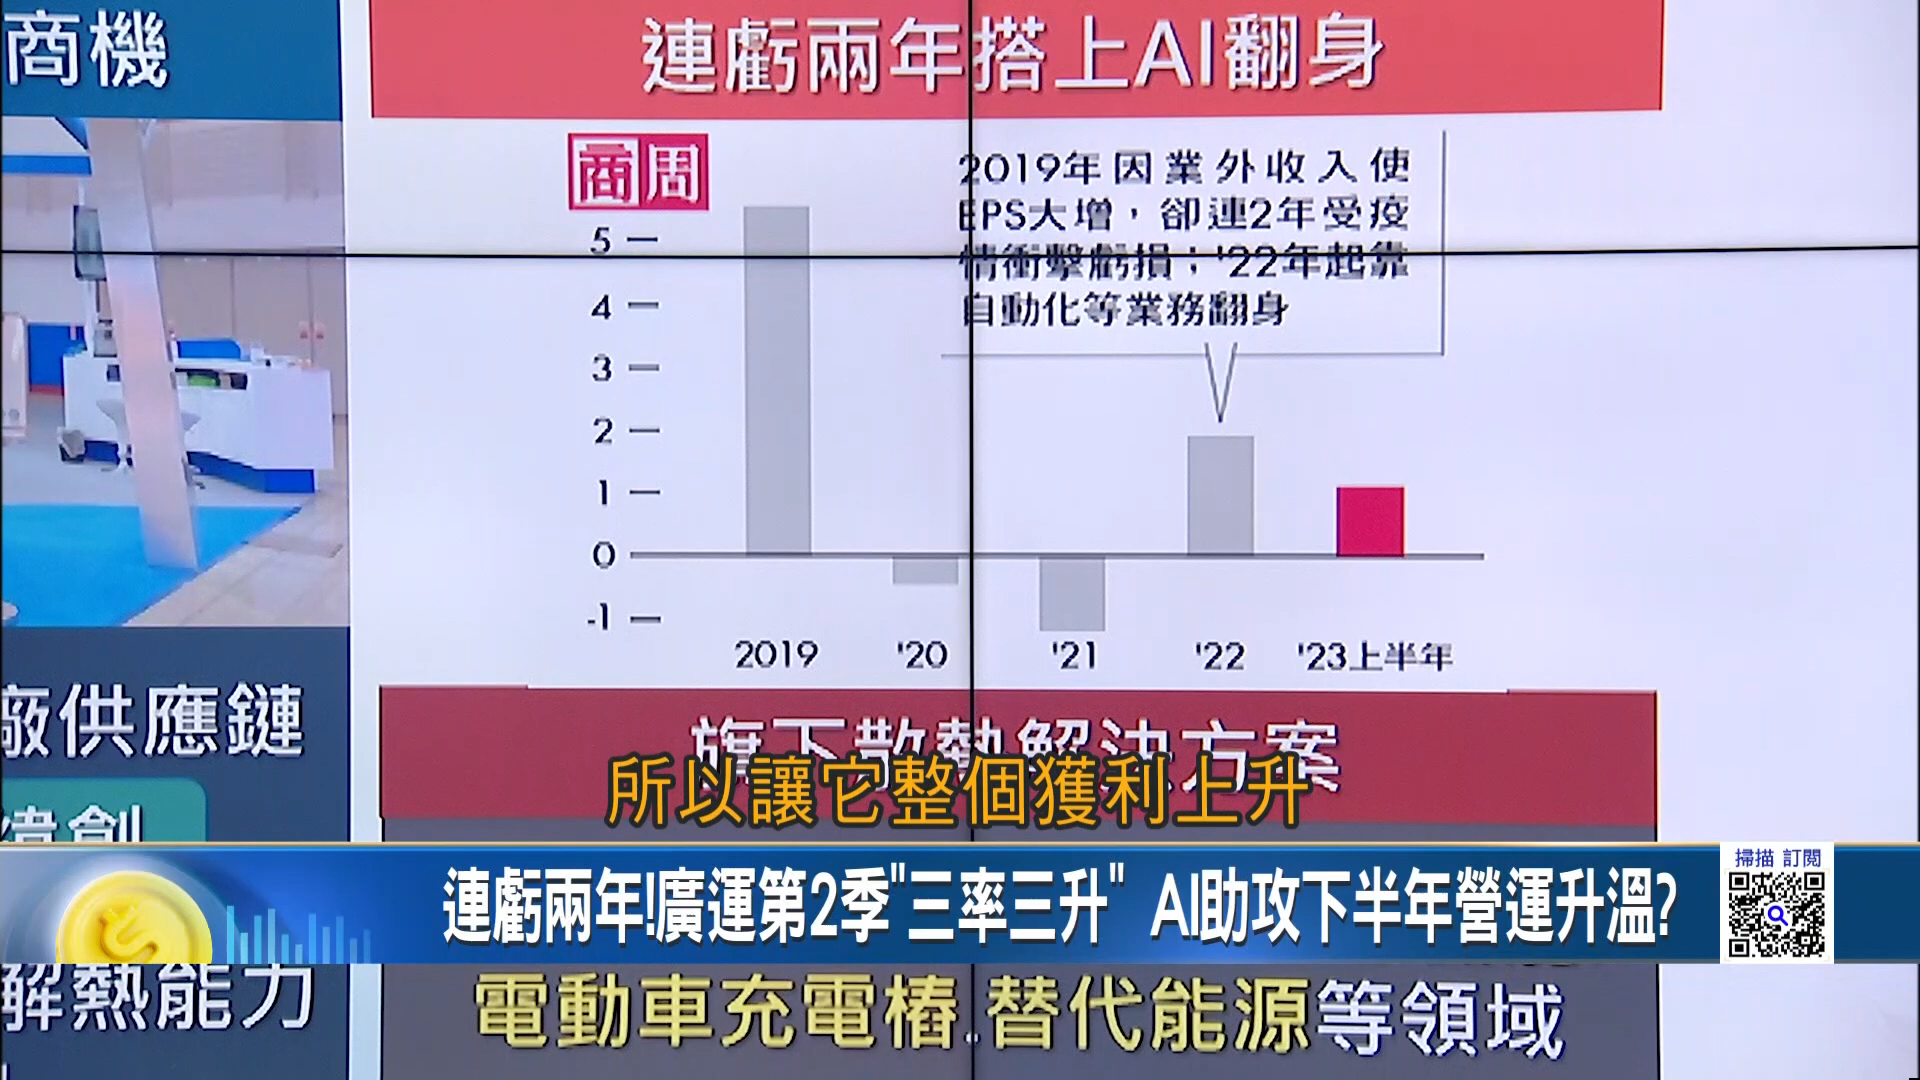 商機
連虧兩年搭上AI翻身
商周
2019年因業外收入使
EPS大增，卻連2年受疫
情衝擊虧損；'22年起靠
自動化等業務翻身
5
4
3
2
1
0
-1
2019 '20 '21 '22 '23上半年
廠供應鏈
旗下散熱解決方案
所以讓它整個獲利上升
緯創
掃描 訂閱
連虧兩年!廣運第2季"三率三升" AI助攻下半年營運升溫?
解熱能力
電動車充電樁.替代能源等領域